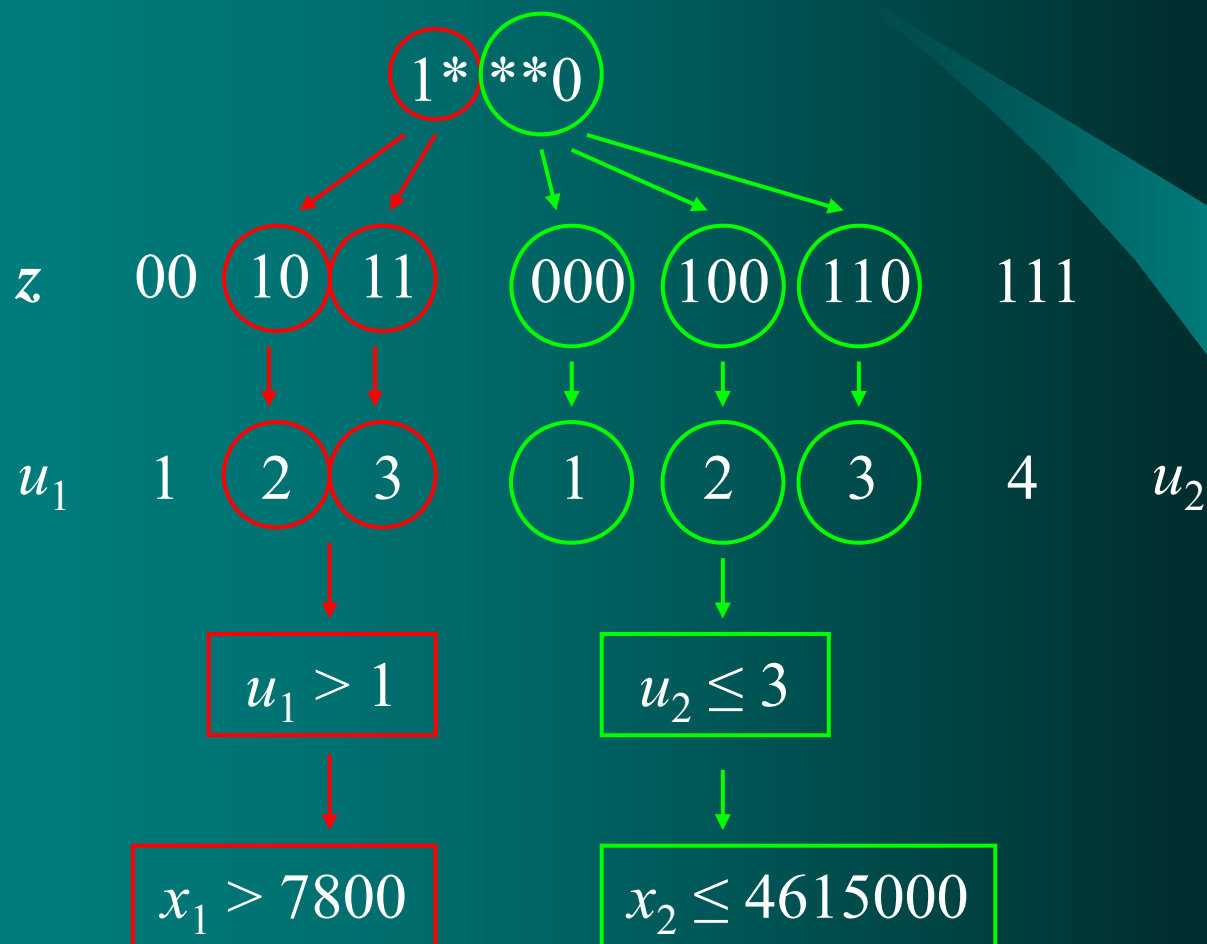 1* **0
z 00 10 11 000 100 110 111
u₁ 1 2 3 1 2 3 4 u₂
u₁ > 1 u₂ ≤ 3
x₁ > 7800 x₂ ≤ 4615000